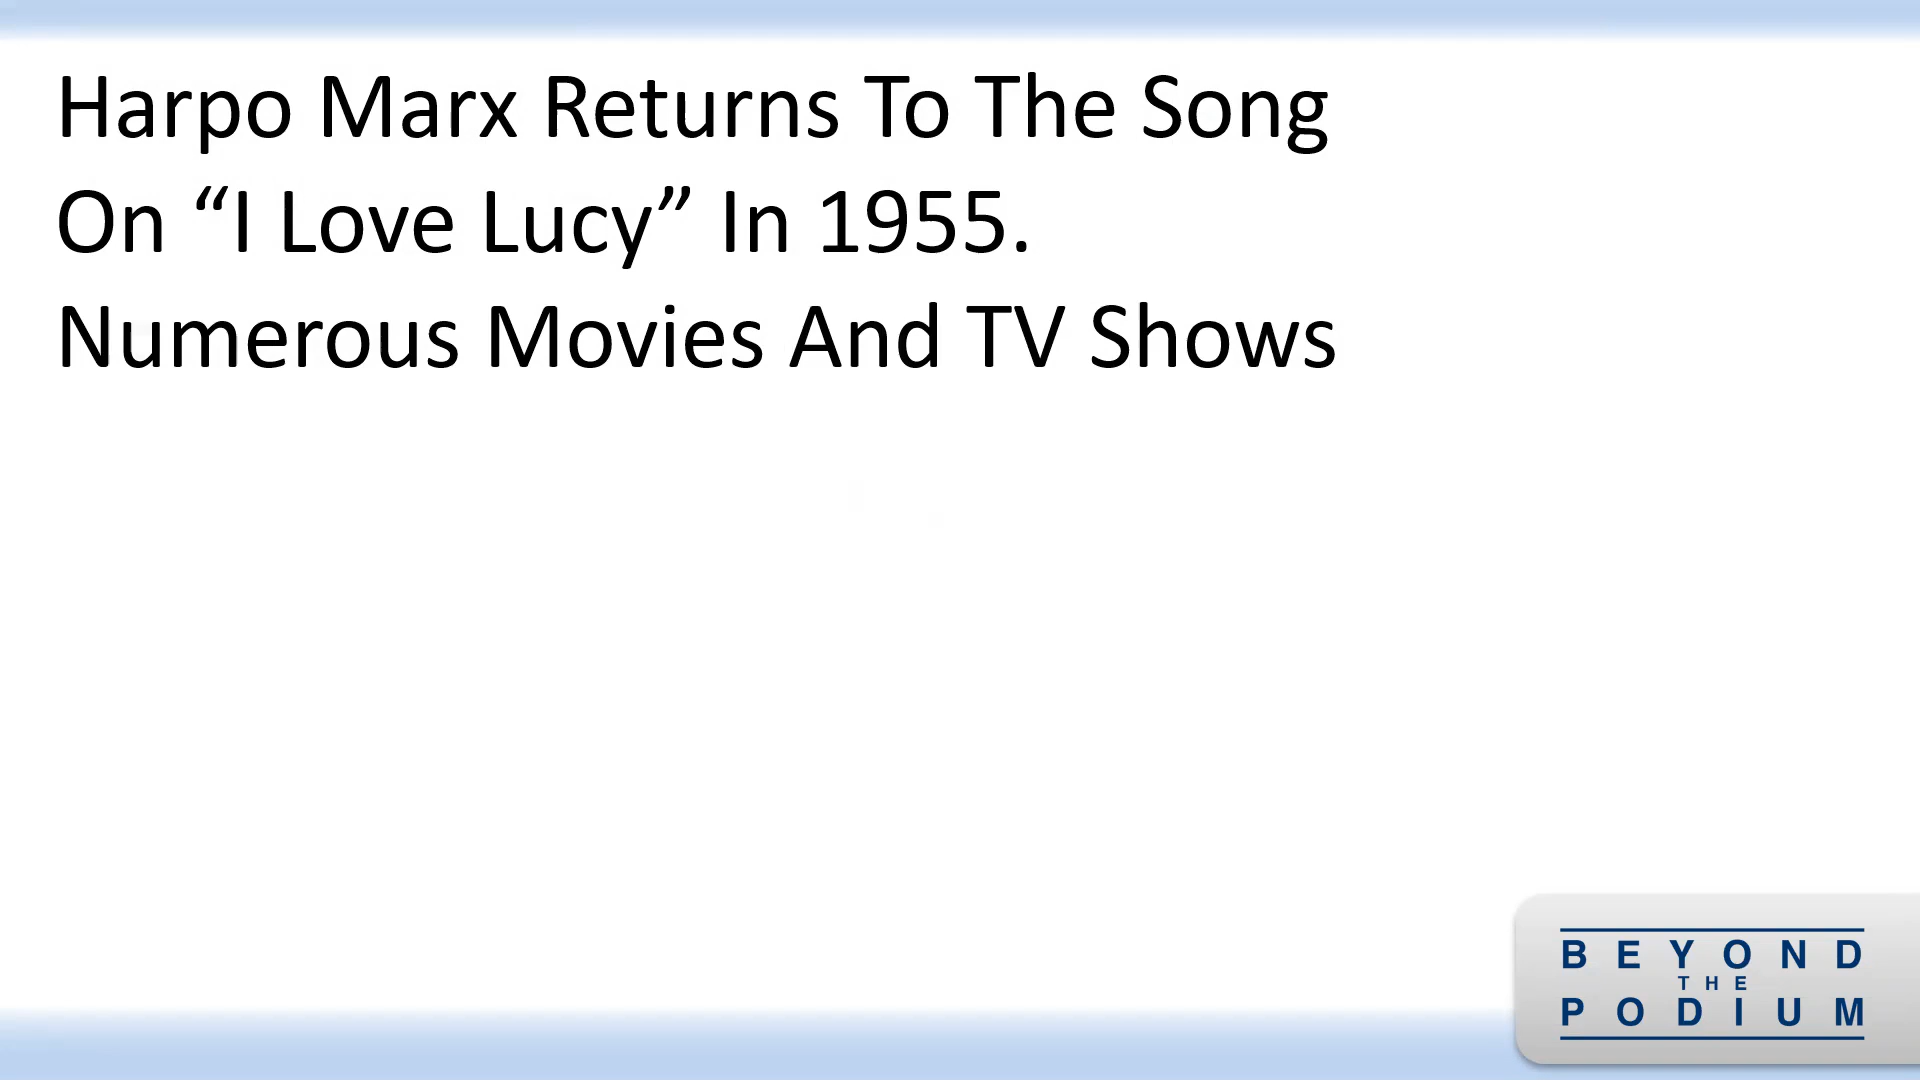 Harpo Marx Returns To The Song
On “I Love Lucy” In 1955.
Numerous Movies And TV Shows
BEYOND
THE
PODIUM